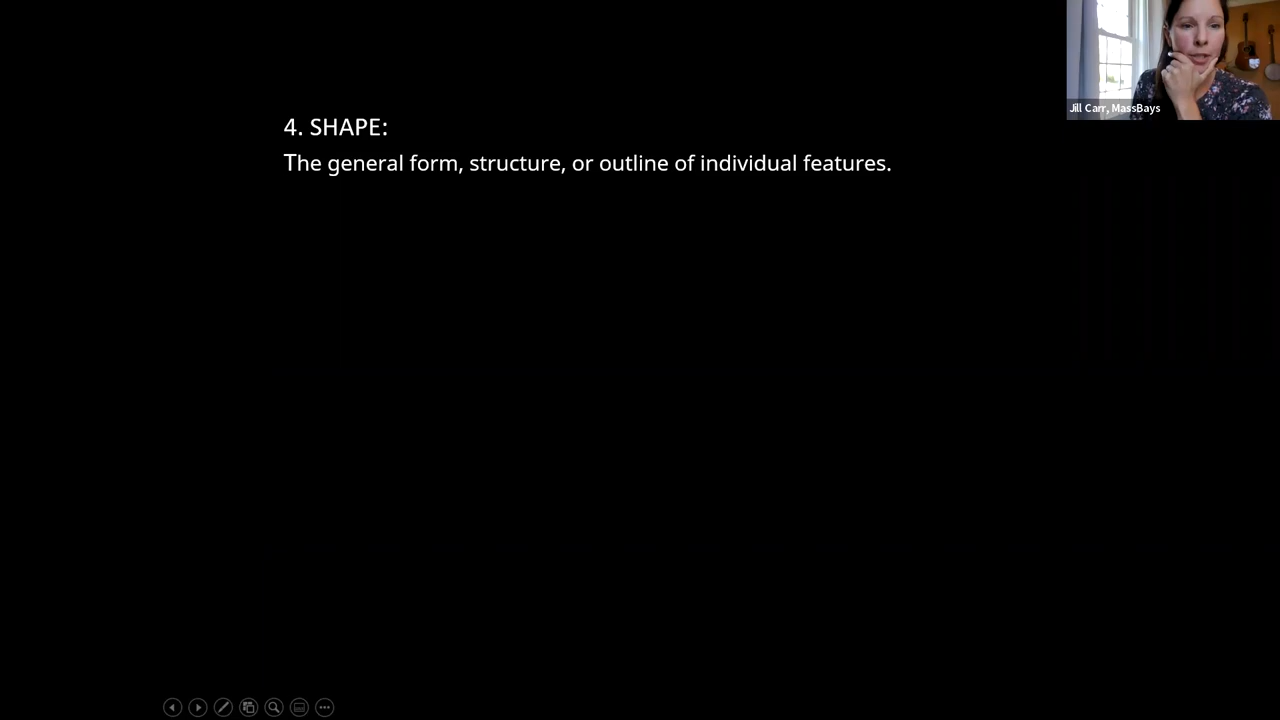 4. SHAPE:
The general form, structure, or outline of individual features.
Jill Carr, MassBays